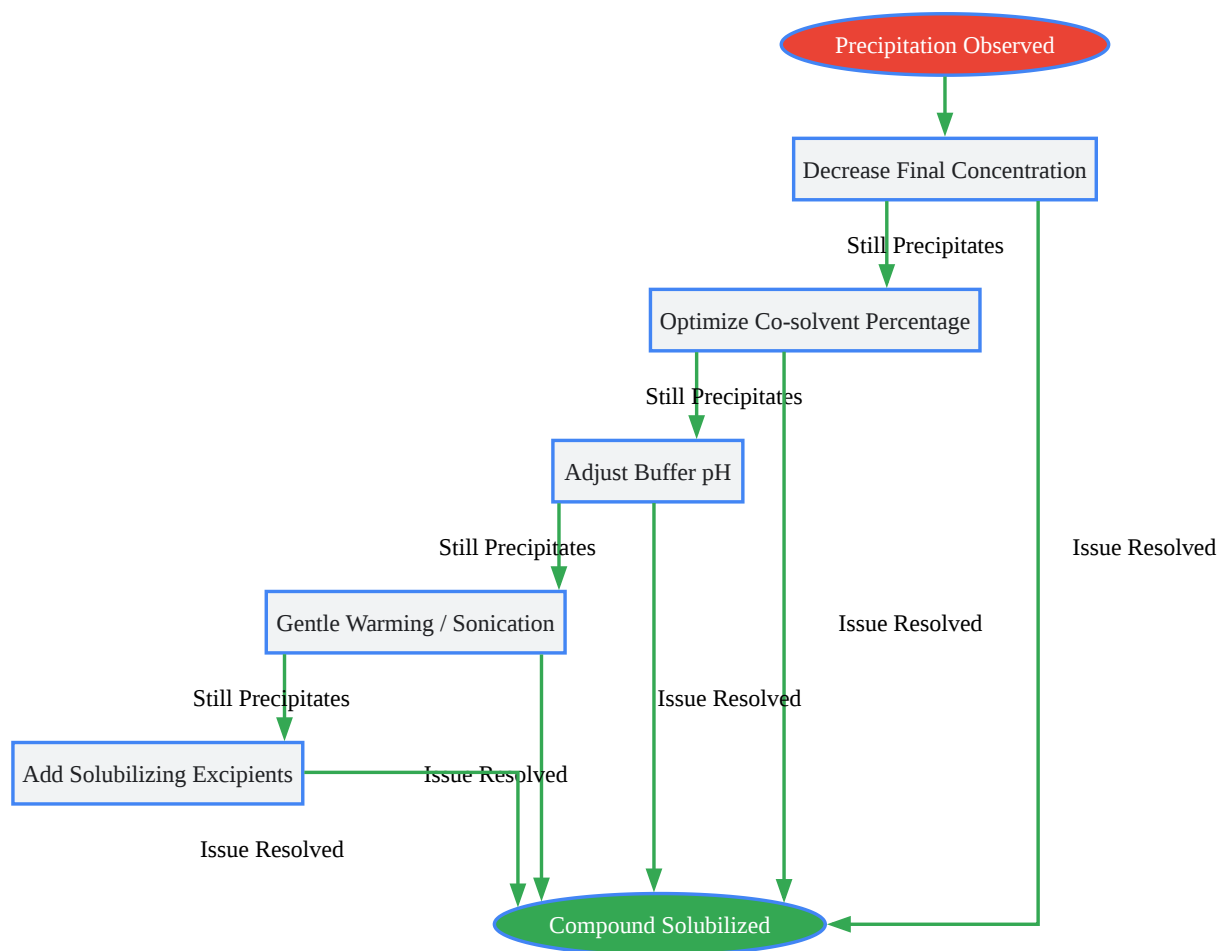 Precipitation Observed
Decrease Final Concentration
Still Precipitates
Optimize Co-solvent Percentage
Still Precipitates
Adjust Buffer pH
Still Precipitates
Issue Resolved
Gentle Warming / Sonication
Issue Resolved
Still Precipitates
Issue Resolved
Add Solubilizing Excipients
Issue Resolved
Issue Resolved
Compound Solubilized